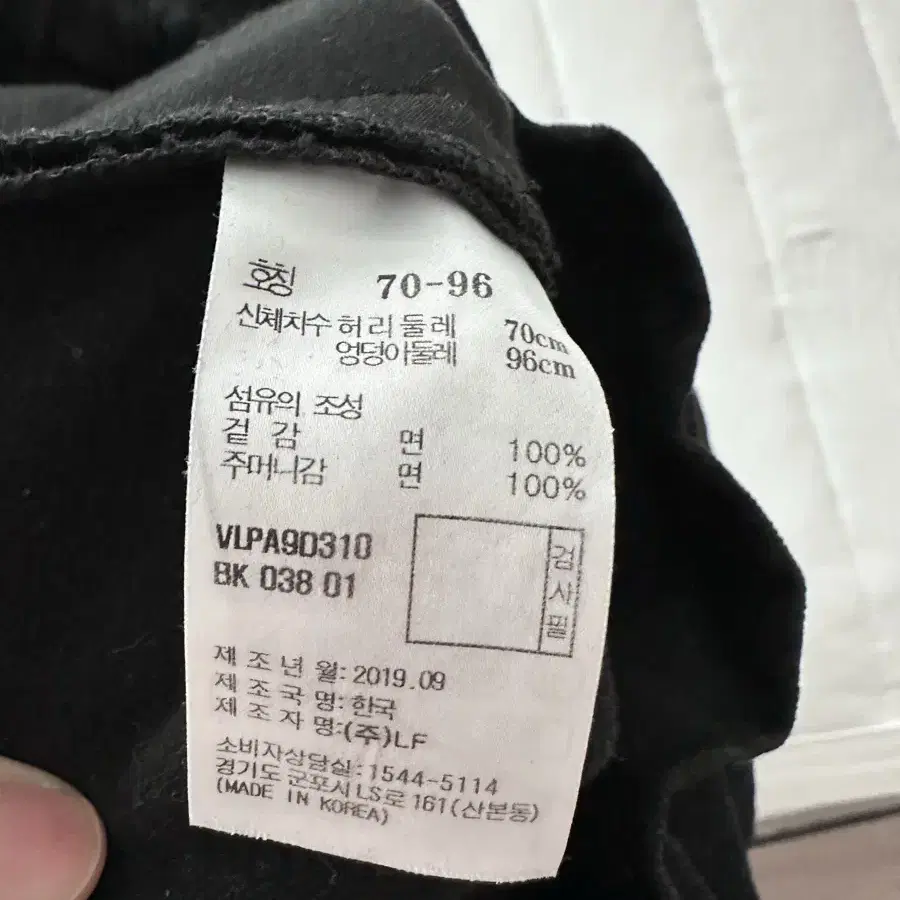 호칭 70-96
신체치수 허리둘레 70cm
엉덩이둘레 96cm
섬유의 조성
겉감 면 100%
주머니감 면 100%
VLPA9D310
BK 038 01
검사필
제조년월: 2019.09
제조국명: 한국
제조자명:(주)LF
소비자상담실:1544-5114
경기도 군포시 LS로 161(산본동)
(MADE IN KOREA)